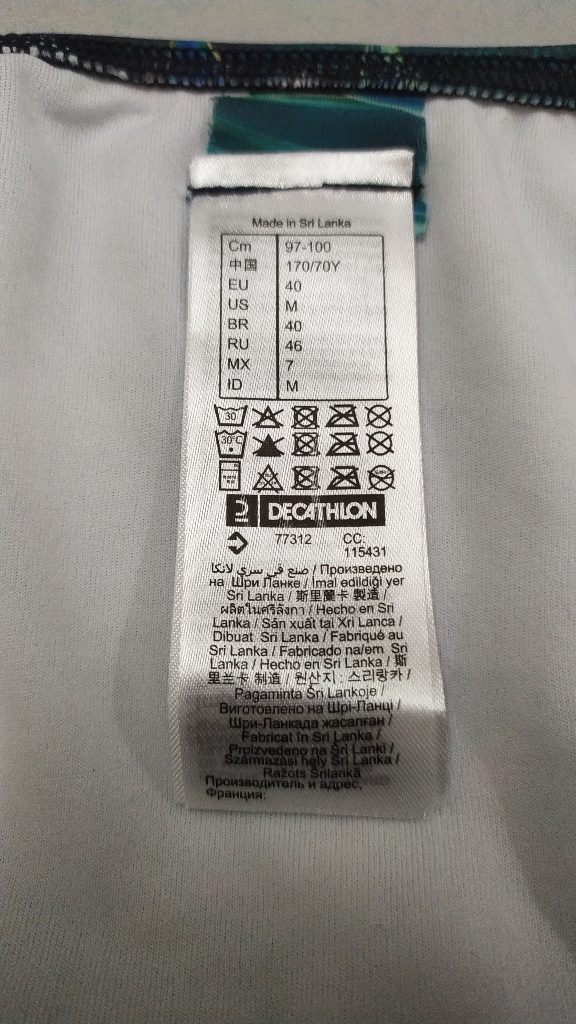 Made in Sri Lanka
Cm 97-100
中国 170/70Y
EU 40
US M
BR 40
RU 46
MX 7
ID M
30
30°C
DECATHLON
77312 CC:
115431
صنع في سري لانكا / Произведено
на Шри Ланке / İmal edildiği yer
Sri Lanka / 斯里蘭卡 製造 /
ผลิตในศรีลังกา / Hecho en Sri
Lanka / Sản xuất tại Xri Lanca /
Dibuat Sri Lanka / Fabriqué au
Sri Lanka / Fabricado na/em Sri
Lanka / Hecho en Sri Lanka / 斯
里兰卡 制造 / 원산지 : 스리랑카 /
Pagaminta Šri Lankoje /
Виготовлено на Шрі-Ланці /
Шри-Ланкада жасалған /
Fabricat în Sri Lanka /
Proizvedeno na Šri Lanki /
Származási hely Sri Lanka /
Ražots Šrilankā
Производитель и адрес,
Франция: